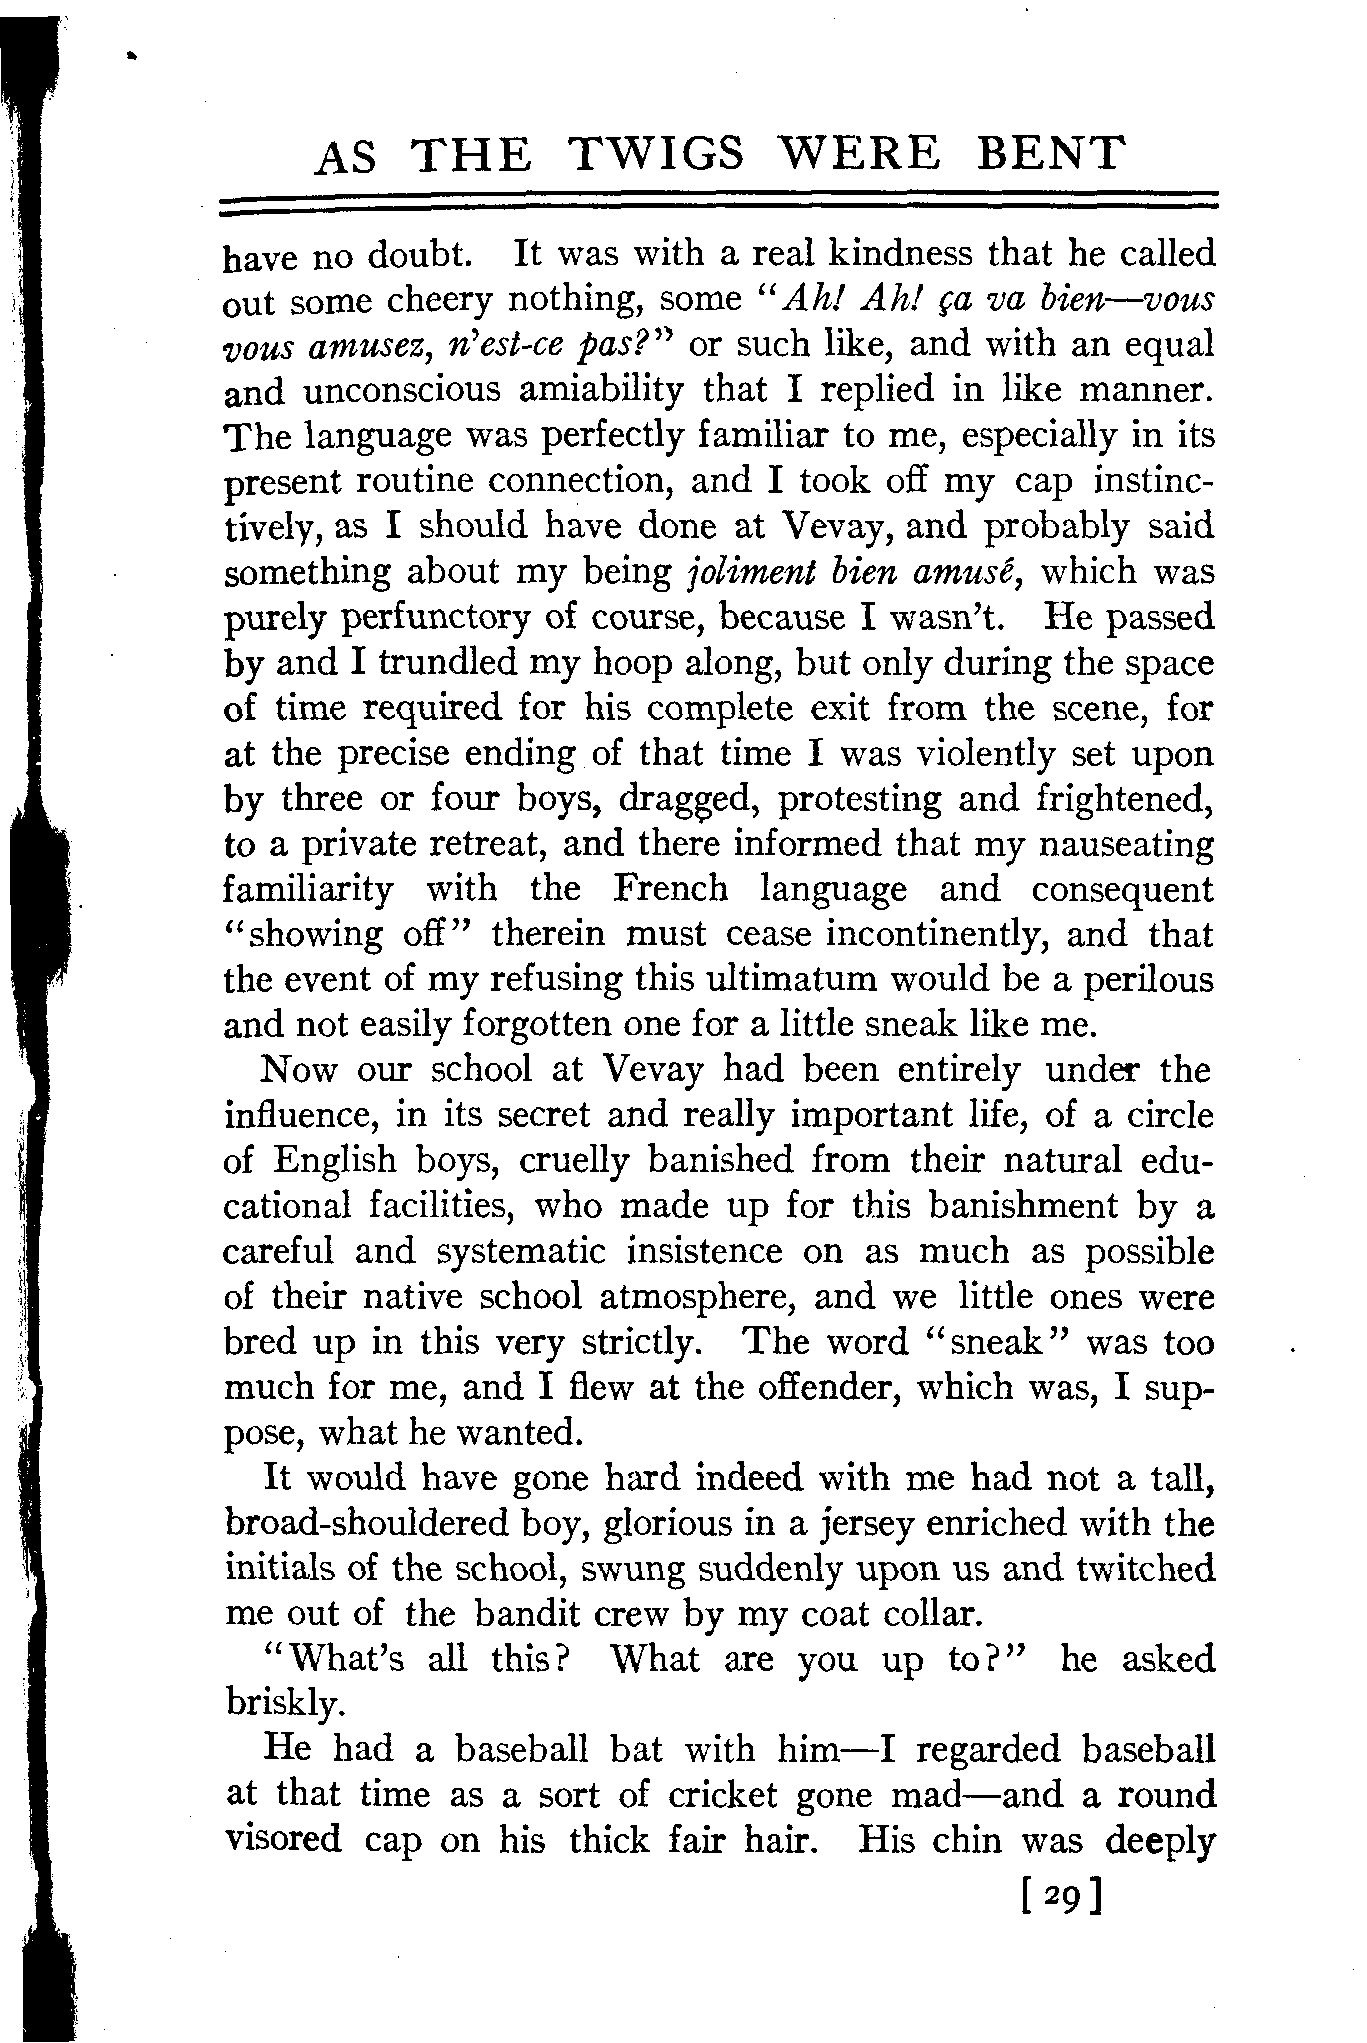 AS THE TWIGS WERE BENT
have no doubt. It was with a real kindness that he called
out some cheery nothing, some "Ah! Ah! ça va bien—vous
vous amusez, n'est-ce pas?" or such like, and with an equal
and unconscious amiability that I replied in like manner.
The language was perfectly familiar to me, especially in its
present routine connection, and I took off my cap instinc-
tively, as I should have done at Vevay, and probably said
something about my being joliment bien amusé, which was
purely perfunctory of course, because I wasn't. He passed
by and I trundled my hoop along, but only during the space
of time required for his complete exit from the scene, for
at the precise ending of that time I was violently set upon
by three or four boys, dragged, protesting and frightened,
to a private retreat, and there informed that my nauseating
familiarity with the French language and consequent
"showing off" therein must cease incontinently, and that
the event of my refusing this ultimatum would be a perilous
and not easily forgotten one for a little sneak like me.
Now our school at Vevay had been entirely under the
influence, in its secret and really important life, of a circle
of English boys, cruelly banished from their natural edu-
cational facilities, who made up for this banishment by a
careful and systematic insistence on as much as possible
of their native school atmosphere, and we little ones were
bred up in this very strictly. The word "sneak" was too
much for me, and I flew at the offender, which was, I sup-
pose, what he wanted.
It would have gone hard indeed with me had not a tall,
broad-shouldered boy, glorious in a jersey enriched with the
initials of the school, swung suddenly upon us and twitched
me out of the bandit crew by my coat collar.
"What's all this? What are you up to?" he asked
briskly.
He had a baseball bat with him—I regarded baseball
at that time as a sort of cricket gone mad—and a round
visored cap on his thick fair hair. His chin was deeply
[29]